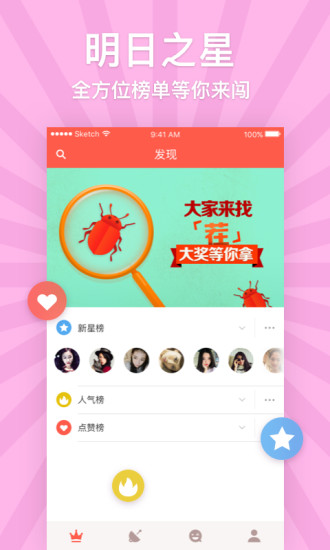 明日之星
全方位榜单等你来闯
Sketch
9:41 AM
100%
发现
大家来找
「茬」
大奖等你拿
新星榜
人气榜
点赞榜